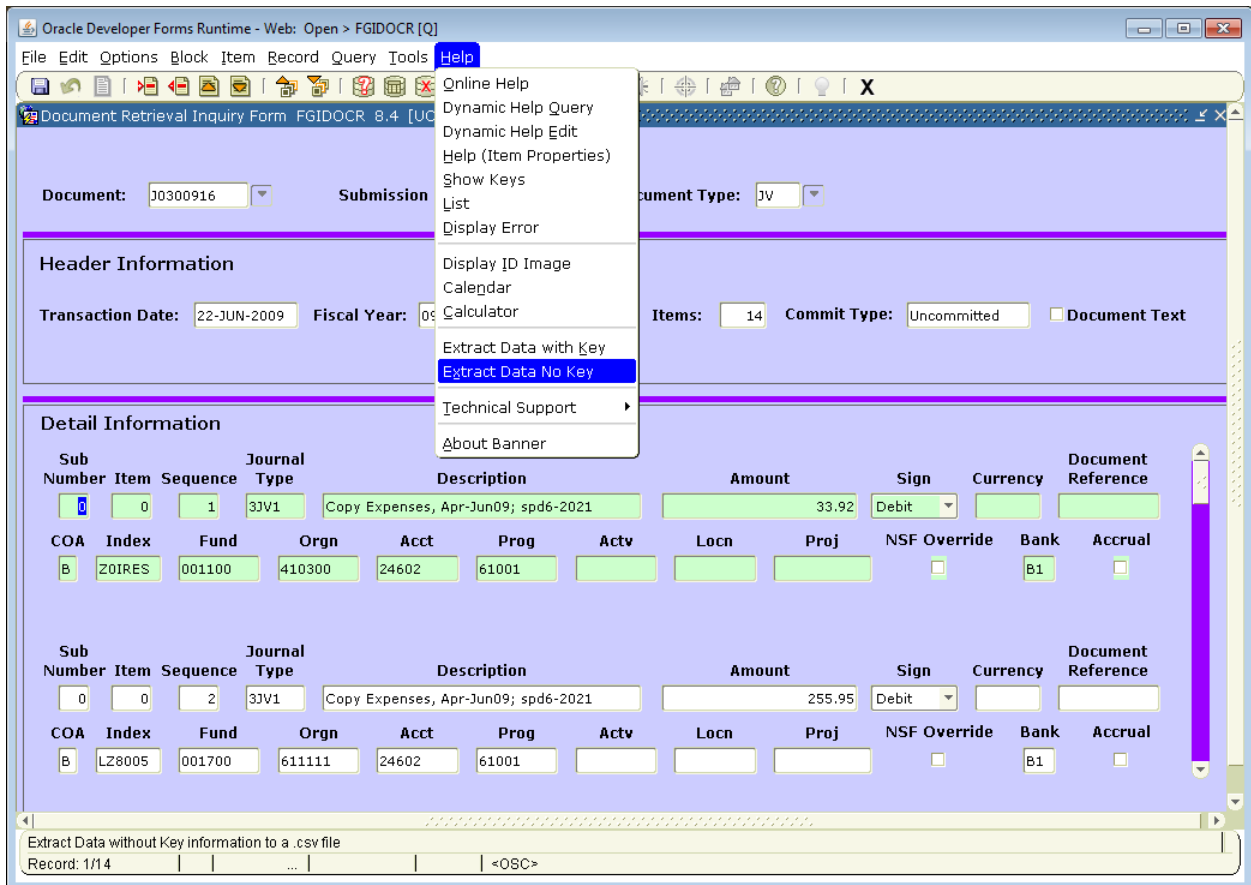 Oracle Developer Forms Runtime - Web: Open > FGIDOCR [Q]
File Edit Options Block Item Record Query Tools Help
X
Document Retrieval Inquiry Form FGIDOCR 8.4 [UC
Online Help
Dynamic Help Query
Dynamic Help Edit
Help (Item Properties)
Show Keys
List
Display Error
Display ID Image
Calendar
Calculator
Extract Data with Key
Extract Data No Key
Technical Support
About Banner
Document: J0300916 Submission cument Type: JV
Header Information
Transaction Date: 22-JUN-2009 Fiscal Year: 09 Items: 14 Commit Type: Uncommitted Document Text
Detail Information
Sub Journal Document
Number Item Sequence Type Description Amount Sign Currency Reference
0 0 1 3JV1 Copy Expenses, Apr-Jun09; spd6-2021 33.92 Debit
COA Index Fund Orgn Acct Prog Actv Locn Proj NSF Override Bank Accrual
B Z0IRES 001100 410300 24602 61001 B1
Sub Journal Document
Number Item Sequence Type Description Amount Sign Currency Reference
0 0 2 3JV1 Copy Expenses, Apr-Jun09; spd6-2021 255.95 Debit
COA Index Fund Orgn Acct Prog Actv Locn Proj NSF Override Bank Accrual
B LZ8005 001700 611111 24602 61001 B1
Extract Data without Key information to a .csv file
Record: 1/14 ... <OSC>